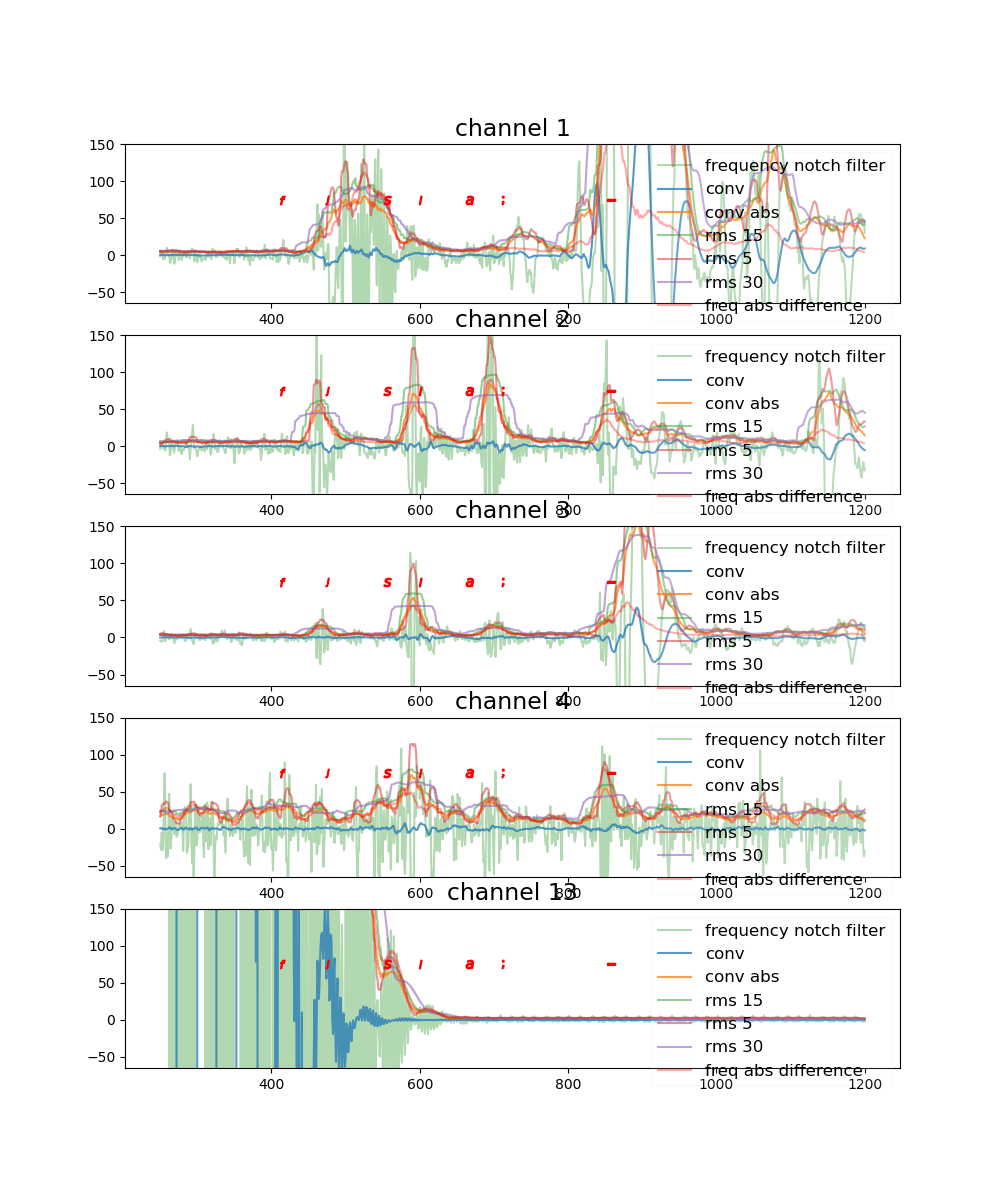 channel 1
150
100
50
0
−50
f J s l a ; –
frequency notch filter
conv
conv abs
rms 15
rms 5
rms 30
freq abs difference
400 600 800 1000 1200
channel 2
150
100
50
0
−50
f J s l a ; –
frequency notch filter
conv
conv abs
rms 15
rms 5
rms 30
freq abs difference
400 600 800 1000 1200
channel 3
150
100
50
0
−50
f J s l a ; –
frequency notch filter
conv
conv abs
rms 15
rms 5
rms 30
freq abs difference
400 600 800 1000 1200
channel 4
150
100
50
0
−50
f J s l a ; –
frequency notch filter
conv
conv abs
rms 15
rms 5
rms 30
freq abs difference
400 600 800 1000 1200
channel 13
150
100
50
0
−50
f J s l a ; –
frequency notch filter
conv
conv abs
rms 15
rms 5
rms 30
freq abs difference
400 600 800 1000 1200